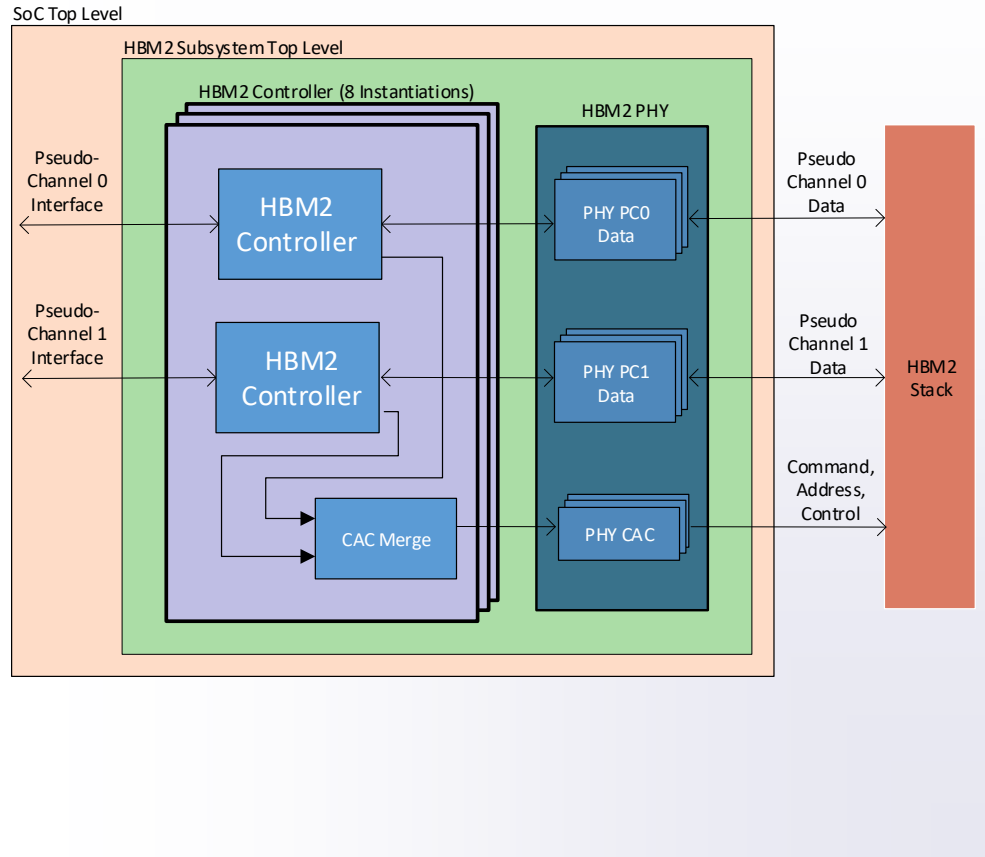 SoC Top Level
HBM2 Subsystem Top Level
HBM2 Controller (8 Instantiations)
HBM2 PHY
Pseudo-
Channel 0
Interface
HBM2
Controller
PHY PC0
Data
Pseudo
Channel 0
Data
Pseudo-
Channel 1
Interface
HBM2
Controller
PHY PC1
Data
Pseudo
Channel 1
Data
HBM2
Stack
CAC Merge
PHY CAC
Command,
Address,
Control